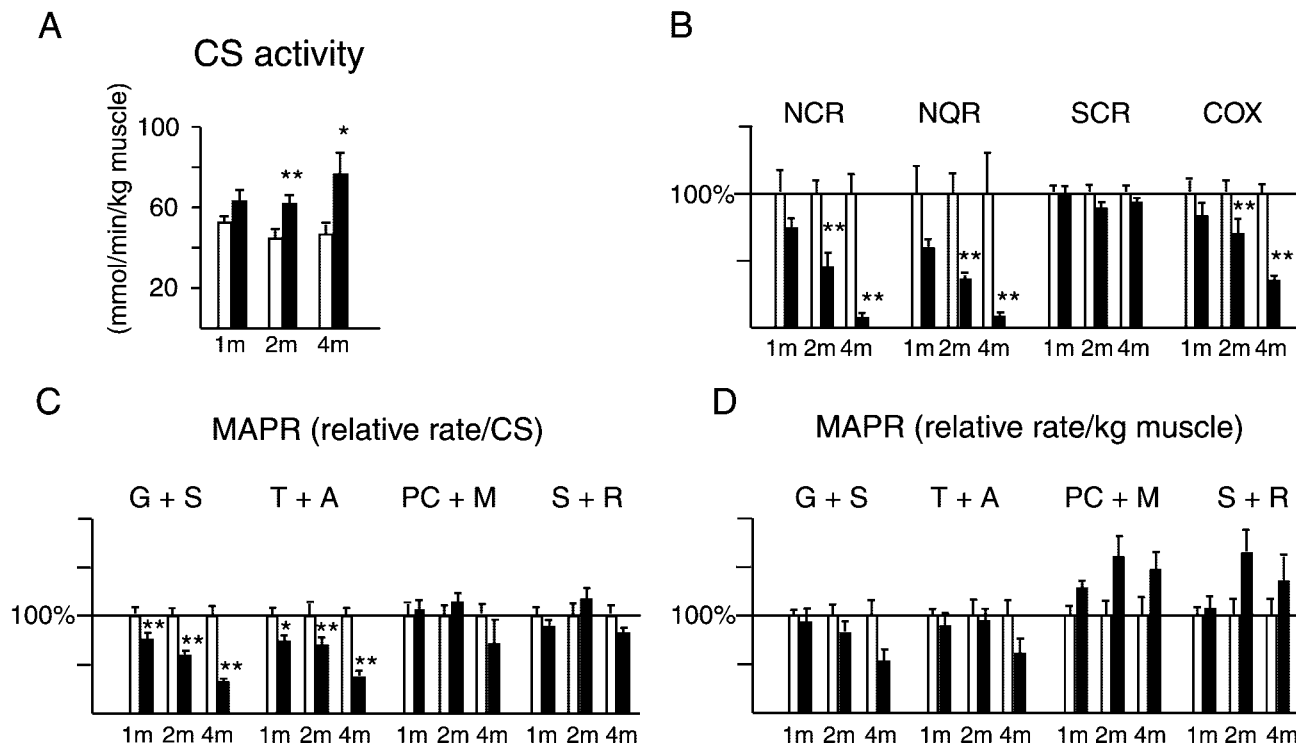 A
CS activity
(mmol/min/kg muscle)
100
60
20
**
*
1m 2m 4m
B
NCR NQR SCR COX
100%
** ** ** ** ** **
1m 2m 4m 1m 2m 4m 1m 2m 4m 1m 2m 4m
C
MAPR (relative rate/CS)
G + S T + A PC + M S + R
100%
** ** ** * ** **
1m 2m 4m 1m 2m 4m 1m 2m 4m 1m 2m 4m
D
MAPR (relative rate/kg muscle)
G + S T + A PC + M S + R
100%
1m 2m 4m 1m 2m 4m 1m 2m 4m 1m 2m 4m